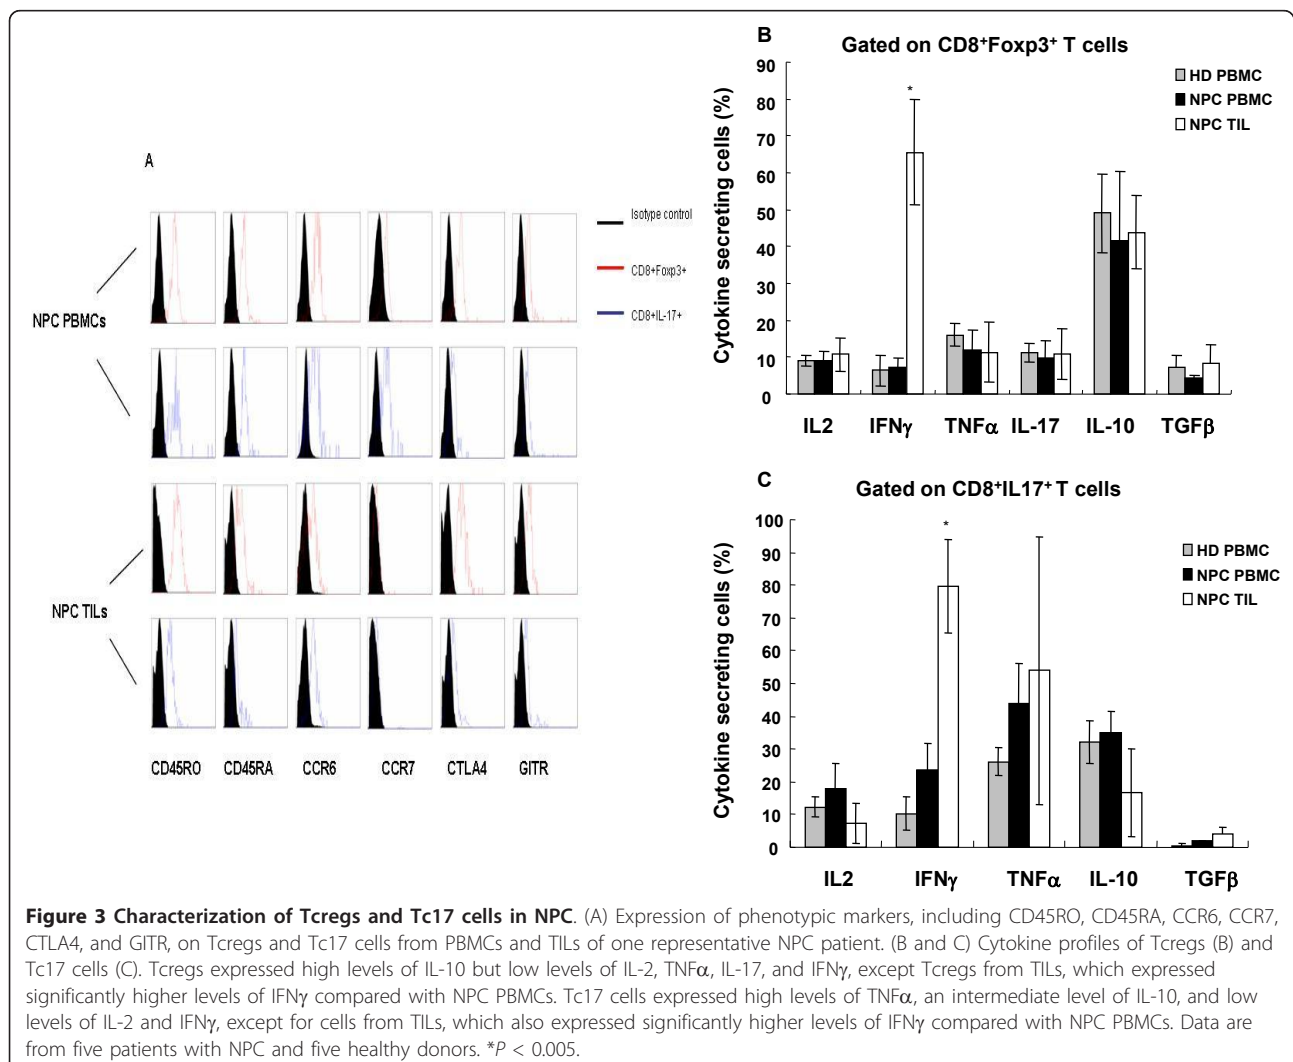 A
Isotype control
CD8+Foxp3+
CD8+IL-17+
NPC PBMCs
NPC TILs
CD45RO CD45RA CCR6 CCR7 CTLA4 GITR
B
Gated on CD8⁺Foxp3⁺ T cells
Cytokine secreting cells (%)
90
80
70
60
50
40
30
20
10
0
*
HD PBMC
NPC PBMC
NPC TIL
IL2 IFNγ TNFα IL-17 IL-10 TGFβ
C
Gated on CD8⁺IL17⁺ T cells
Cytokine secreting cells (%)
100
90
80
70
60
50
40
30
20
10
0
*
HD PBMC
NPC PBMC
NPC TIL
IL2 IFNγ TNFα IL-10 TGFβ
Figure 3 Characterization of Tcregs and Tc17 cells in NPC. (A) Expression of phenotypic markers, including CD45RO, CD45RA, CCR6, CCR7,
CTLA4, and GITR, on Tcregs and Tc17 cells from PBMCs and TILs of one representative NPC patient. (B and C) Cytokine profiles of Tcregs (B) and
Tc17 cells (C). Tcregs expressed high levels of IL-10 but low levels of IL-2, TNFα, IL-17, and IFNγ, except Tcregs from TILs, which expressed
significantly higher levels of IFNγ compared with NPC PBMCs. Tc17 cells expressed high levels of TNFα, an intermediate level of IL-10, and low
levels of IL-2 and IFNγ, except for cells from TILs, which also expressed significantly higher levels of IFNγ compared with NPC PBMCs. Data are
from five patients with NPC and five healthy donors. *P < 0.005.